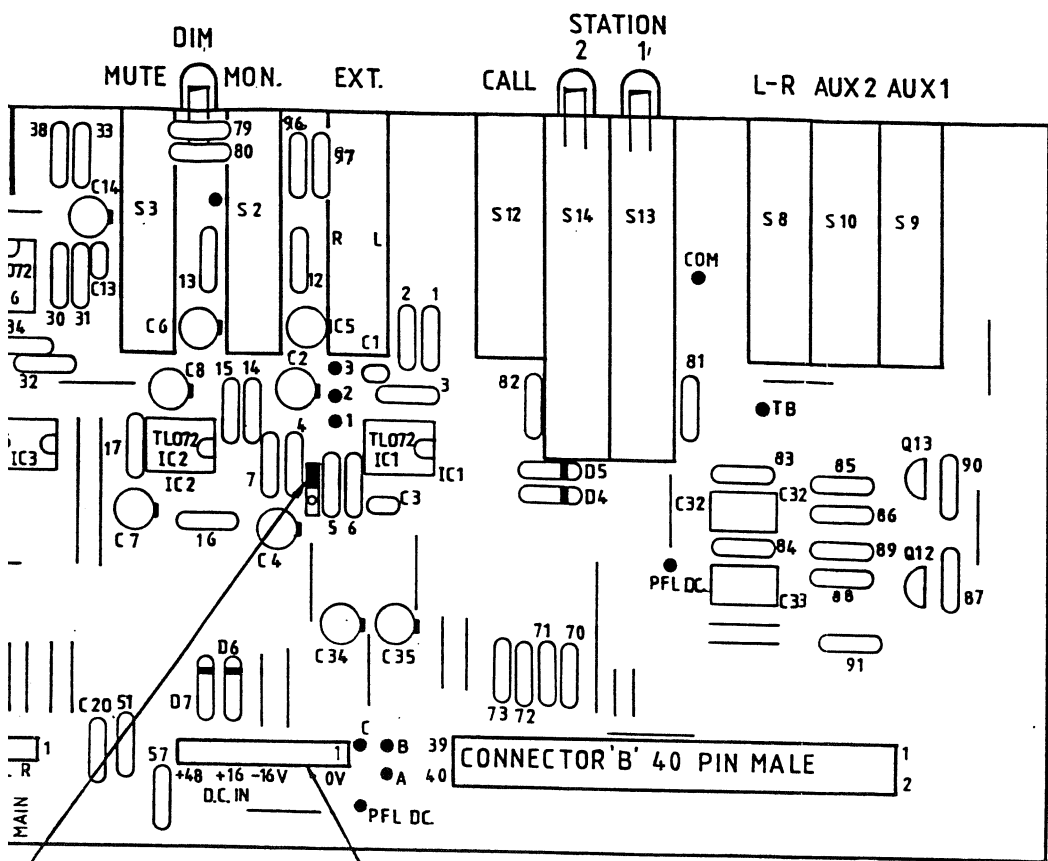 STATION
DIM 2 1
MUTE MON. EXT. CALL L-R AUX2 AUX1
38 33 79 96
80 97
C14
S3 S2 S12 S14 S13 S8 S10 S9
R L
TL072 COM
6 C13 13 12 2 1
30 31
C6 C5
34 C1
C8 15 14 C2 3 82 81
32 2 3
1 TB
17 TL072 4 TL072 Q13
IC3 IC2 IC1 IC1 83 85 90
IC2 7 D5
C3 D4 C32 C32
C7 16 5 6 86
C4 84 89 Q12
PFL DC. C33 88 87
C34 C35 71 70
D6 91
D7
73 72
C20 51
C
1 57 1 B 39 CONNECTOR 'B' 40 PIN MALE 1
R +48 +16 -16V 0V A 40 2
D.C. IN
MAIN PFL DC.